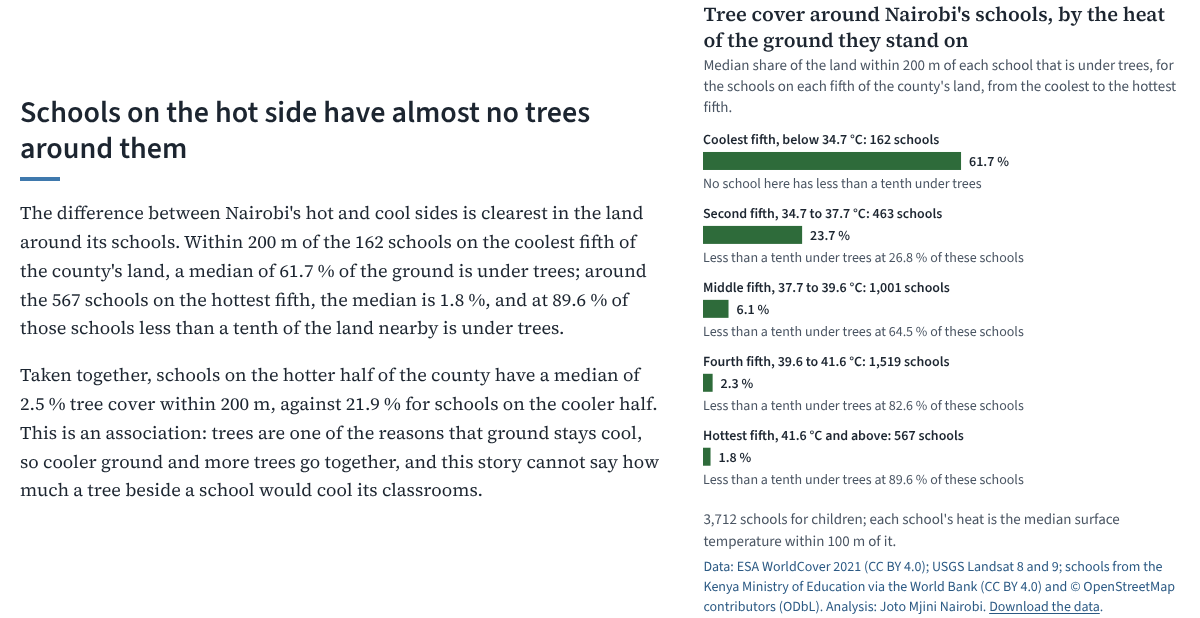 Schools on the hot side have almost no trees
around them
The difference between Nairobi's hot and cool sides is clearest in the land
around its schools. Within 200 m of the 162 schools on the coolest fifth of
the county's land, a median of 61.7 % of the ground is under trees; around
the 567 schools on the hottest fifth, the median is 1.8 %, and at 89.6 % of
those schools less than a tenth of the land nearby is under trees.
Taken together, schools on the hotter half of the county have a median of
2.5 % tree cover within 200 m, against 21.9 % for schools on the cooler half.
This is an association: trees are one of the reasons that ground stays cool,
so cooler ground and more trees go together, and this story cannot say how
much a tree beside a school would cool its classrooms.
Tree cover around Nairobi's schools, by the heat
of the ground they stand on
Median share of the land within 200 m of each school that is under trees, for
the schools on each fifth of the county's land, from the coolest to the hottest
fifth.
Coolest fifth, below 34.7 °C: 162 schools
61.7 %
No school here has less than a tenth under trees
Second fifth, 34.7 to 37.7 °C: 463 schools
23.7 %
Less than a tenth under trees at 26.8 % of these schools
Middle fifth, 37.7 to 39.6 °C: 1,001 schools
6.1 %
Less than a tenth under trees at 64.5 % of these schools
Fourth fifth, 39.6 to 41.6 °C: 1,519 schools
2.3 %
Less than a tenth under trees at 82.6 % of these schools
Hottest fifth, 41.6 °C and above: 567 schools
1.8 %
Less than a tenth under trees at 89.6 % of these schools
3,712 schools for children; each school's heat is the median surface
temperature within 100 m of it.
Data: ESA WorldCover 2021 (CC BY 4.0); USGS Landsat 8 and 9; schools from the
Kenya Ministry of Education via the World Bank (CC BY 4.0) and © OpenStreetMap
contributors (ODbL). Analysis: Joto Mjini Nairobi. Download the data.